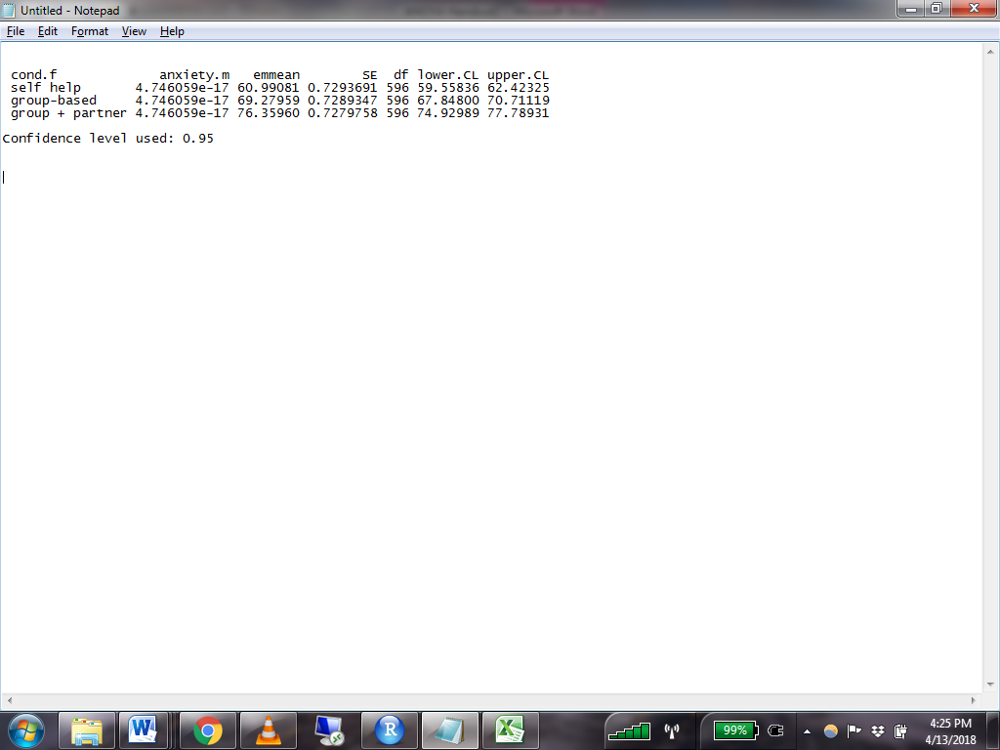 Untitled - Notepad
File Edit Format View Help
cond.f anxiety.m emmean SE df lower.CL upper.CL
self help 4.746059e-17 60.99081 0.7293691 596 59.55836 62.42325
group-based 4.746059e-17 69.27959 0.7289347 596 67.84800 70.71119
group + partner 4.746059e-17 76.35960 0.7279758 596 74.92989 77.78931
Confidence level used: 0.95
W
R
X
99%
4:25 PM
4/13/2018